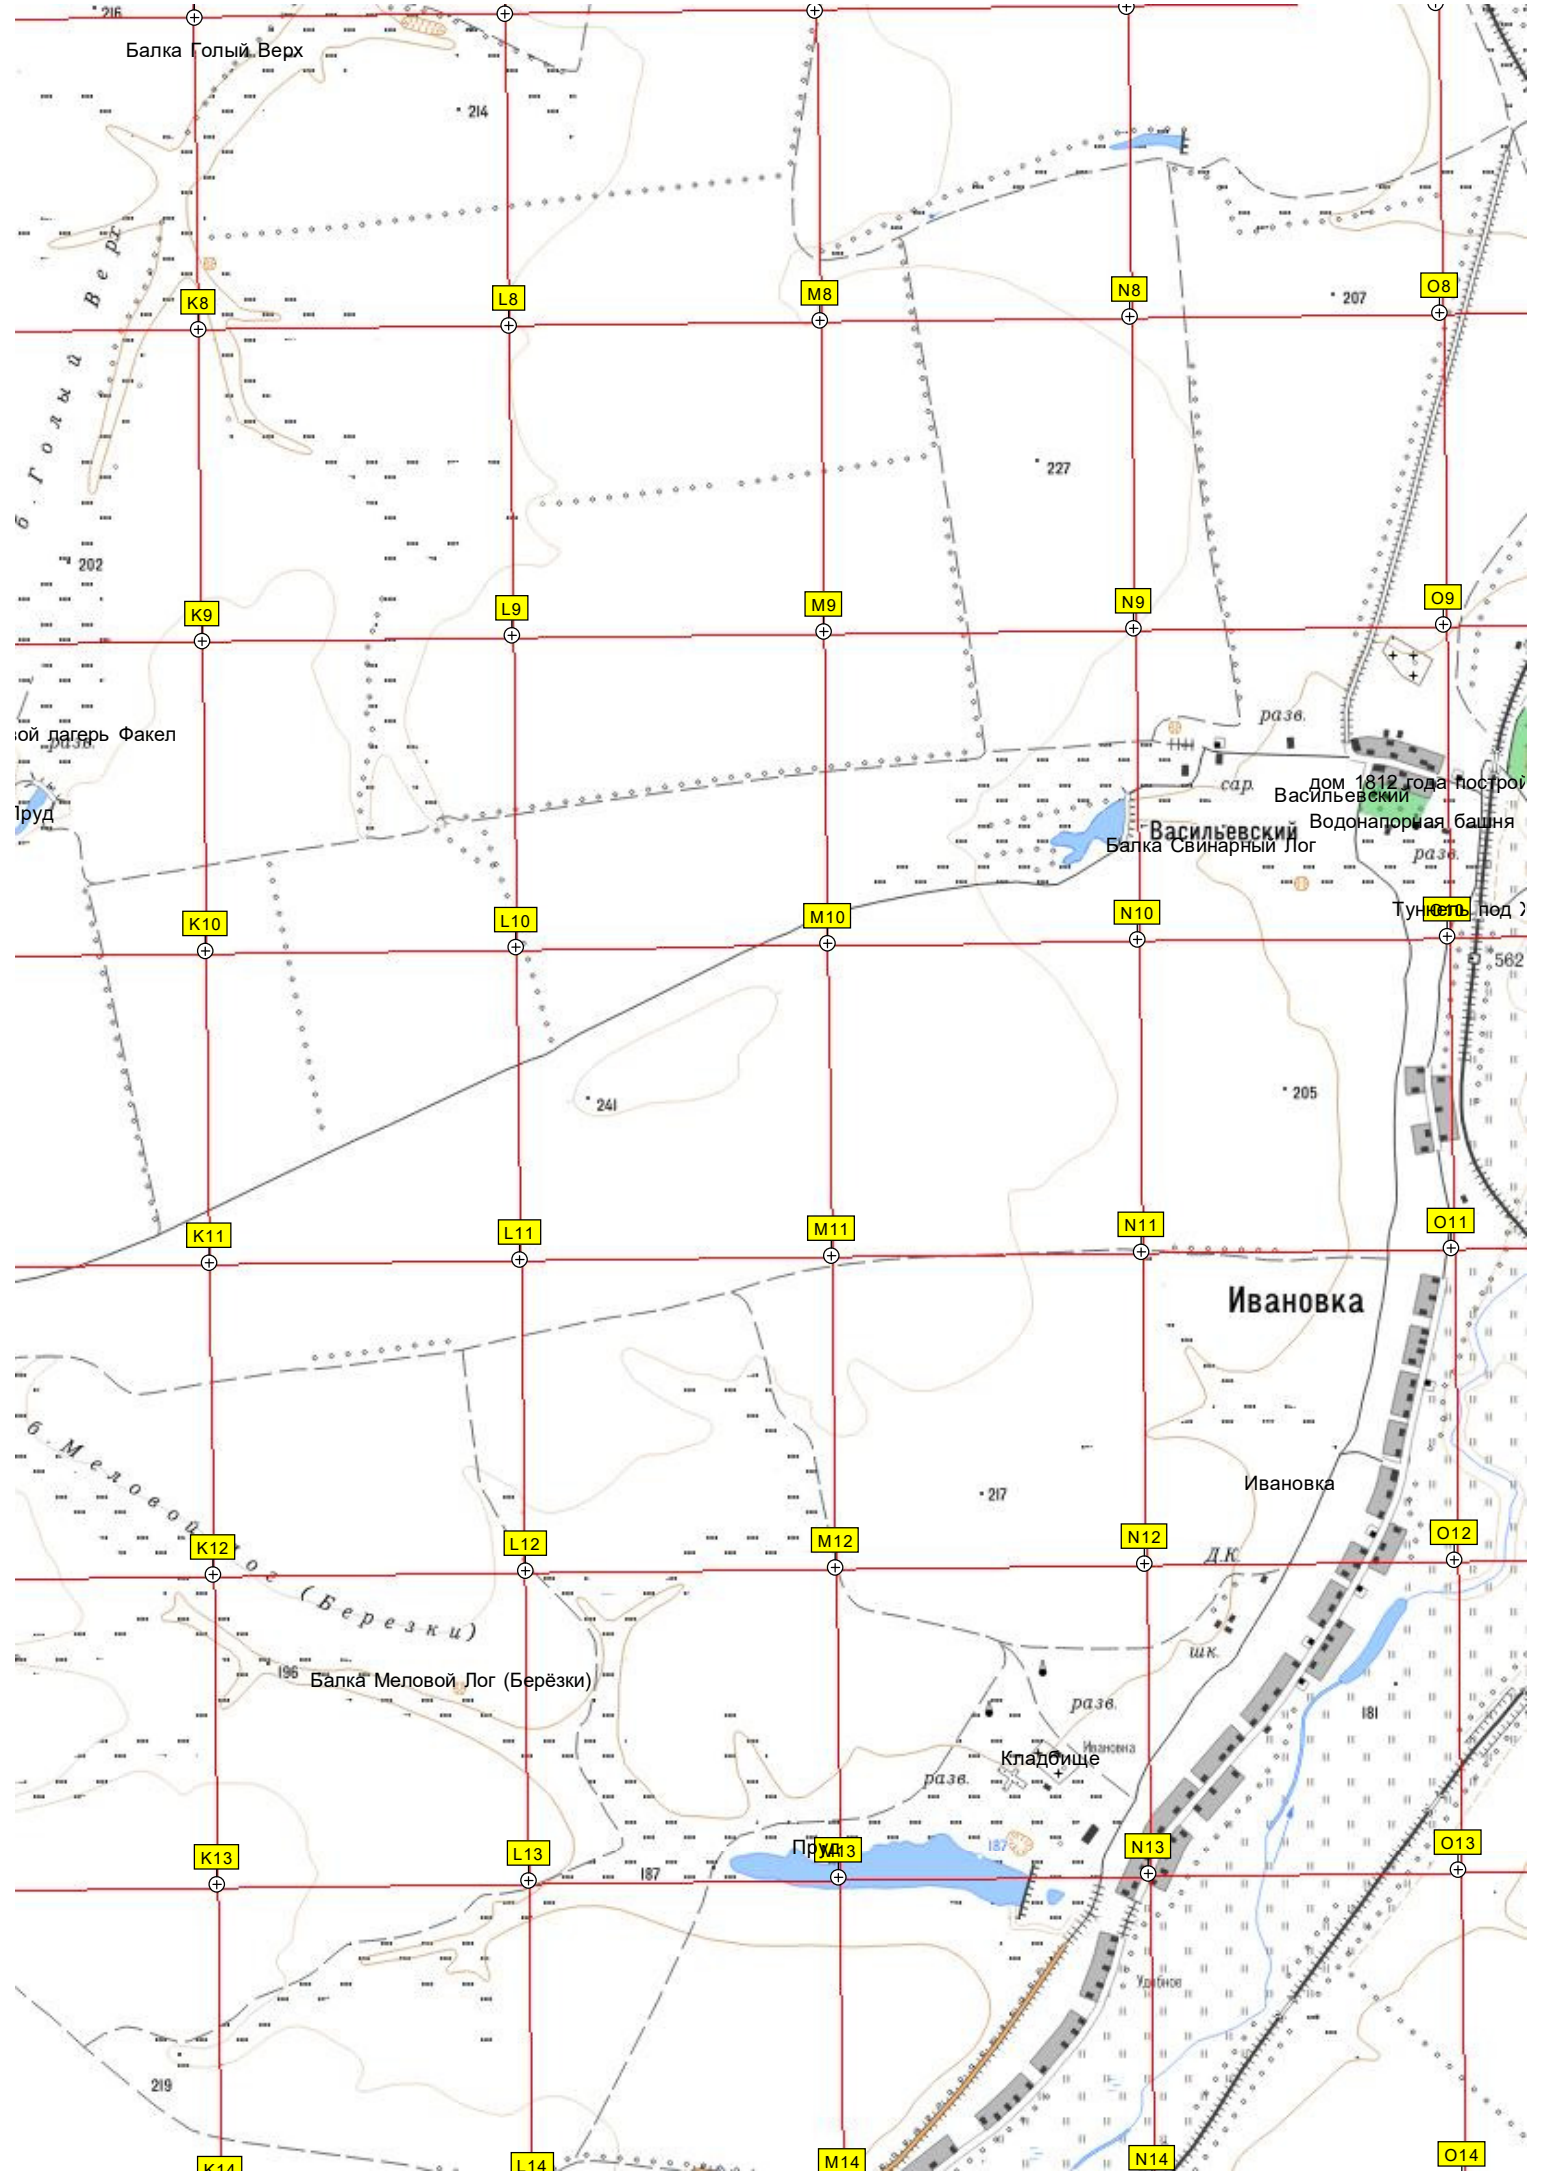 216
Балка Голый Верх
214
K8
L8
M8
N8
O8
207
б. Голый Верх
227
202
K9
L9
M9
N9
O9
разв.
вой лагерь Факел
разв.
сар.
дом 1812 года построй
Васильевский
Пруд
Васильевский
Водонапорная башня
Балка Свинарный Лог
разв.
K10
L10
M10
N10
O10
Туннель под
562
241
205
K11
L11
M11
N11
O11
Ивановка
б. Меловой Лог (Березки)
217
Ивановка
K12
L12
M12
N12
O12
Д.К.
196
Балка Меловой Лог (Берёзки)
шк.
разв.
181
Ивановка
Кладбище
разв.
K13
L13
Пруд
M13
187
N13
O13
187
Удобное
219
K14
L14
M14
N14
O14